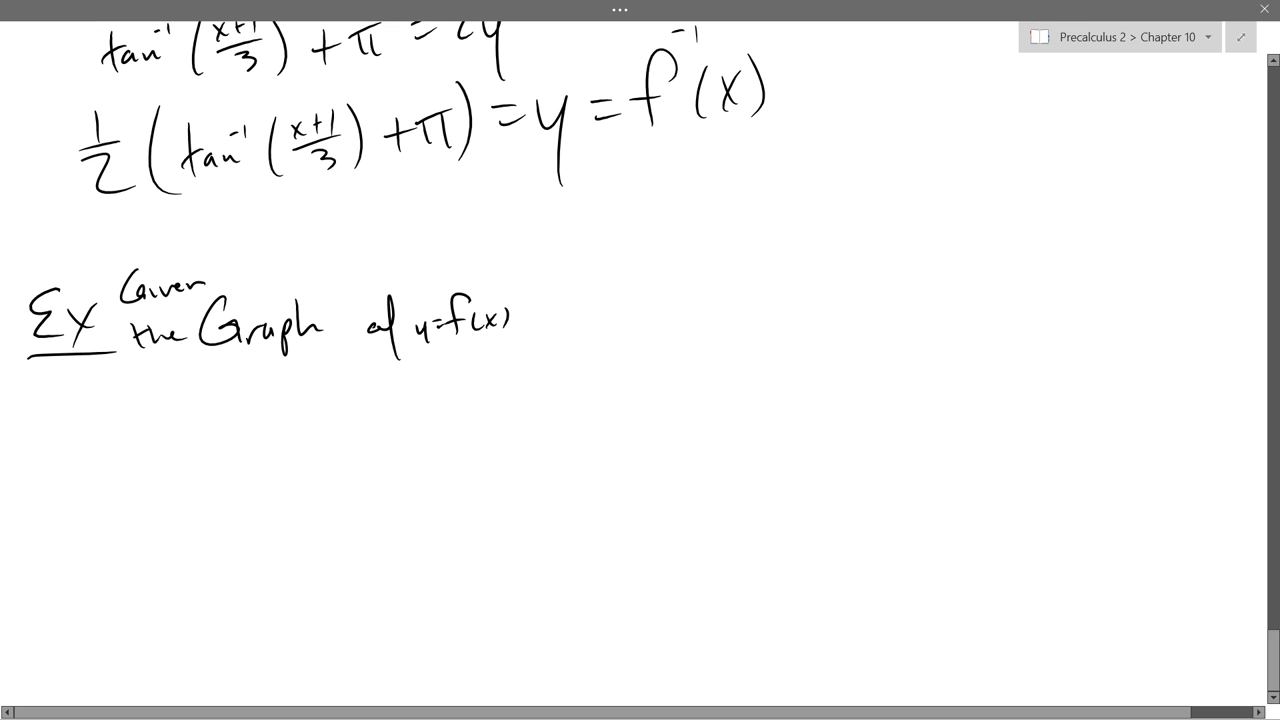 Precalculus 2 > Chapter 10
tan⁻¹(x+1/3) + π = 2y
1/2 (tan⁻¹(x+1/3) + π) = y = f⁻¹(x)
Ex Given
the Graph of y=f(x)